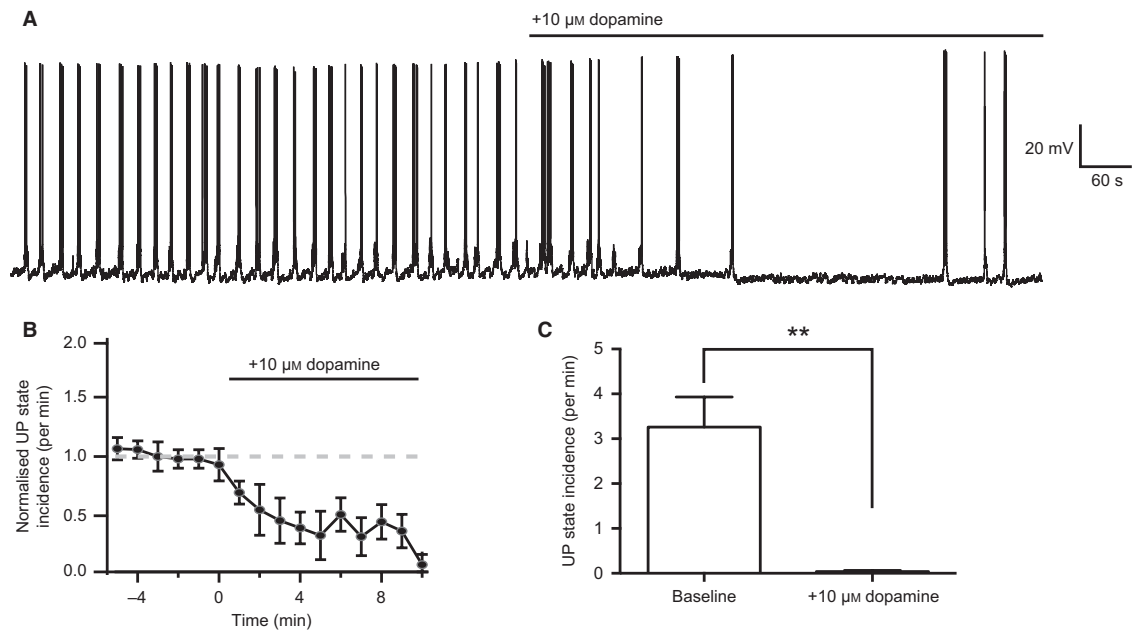 A
+10 µM dopamine
20 mV
60 s
B
2.0
1.5
1.0
0.5
0.0
Normalised UP state
incidence (per min)
+10 µM dopamine
–4
0
4
8
Time (min)
C
**
5
4
3
2
1
0
UP state incidence (per min)
Baseline
+10 µM dopamine